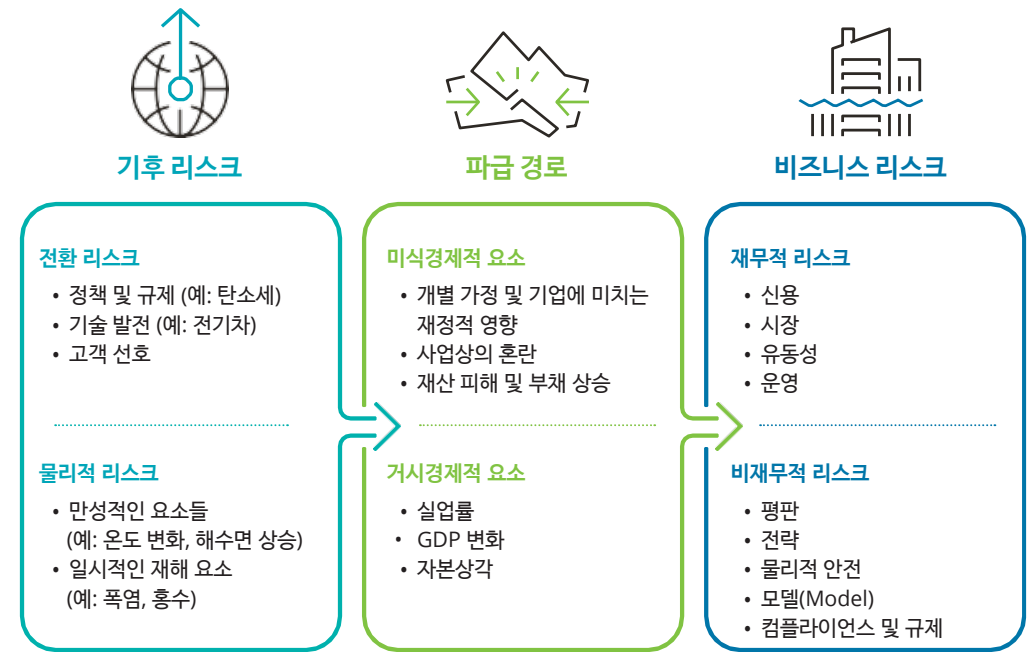 기후 리스크
전환 리스크
• 정책 및 규제 (예: 탄소세)
• 기술 발전 (예: 전기차)
• 고객 선호
물리적 리스크
• 만성적인 요소들
(예: 온도 변화, 해수면 상승)
• 일시적인 재해 요소
(예: 폭염, 홍수)
파급 경로
미식경제적 요소
• 개별 가정 및 기업에 미치는
재정적 영향
• 사업상의 혼란
• 재산 피해 및 부채 상승
거시경제적 요소
• 실업률
• GDP 변화
• 자본상각
비즈니스 리스크
재무적 리스크
• 신용
• 시장
• 유동성
• 운영
비재무적 리스크
• 평판
• 전략
• 물리적 안전
• 모델(Model)
• 컴플라이언스 및 규제